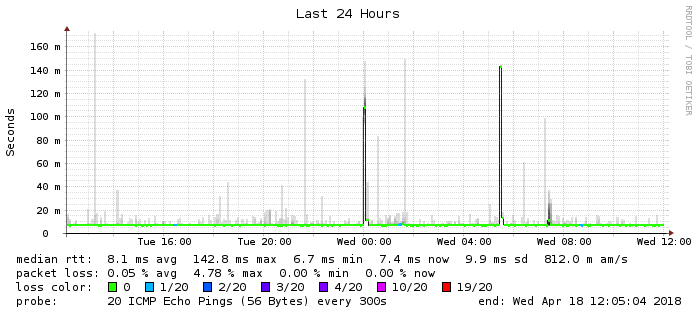 Last 24 Hours
RRDTOOL / TOBI OETIKER
Seconds
160 m
140 m
120 m
100 m
80 m
60 m
40 m
20 m
0
Tue 16:00 Tue 20:00 Wed 00:00 Wed 04:00 Wed 08:00 Wed 12:00
median rtt: 8.1 ms avg 142.8 ms max 6.7 ms min 7.4 ms now 9.9 ms sd 812.0 m am/s
packet loss: 0.05 % avg 4.78 % max 0.00 % min 0.00 % now
loss color: 0 1/20 2/20 3/20 4/20 10/20 19/20
probe: 20 ICMP Echo Pings (56 Bytes) every 300s end: Wed Apr 18 12:05:04 2018